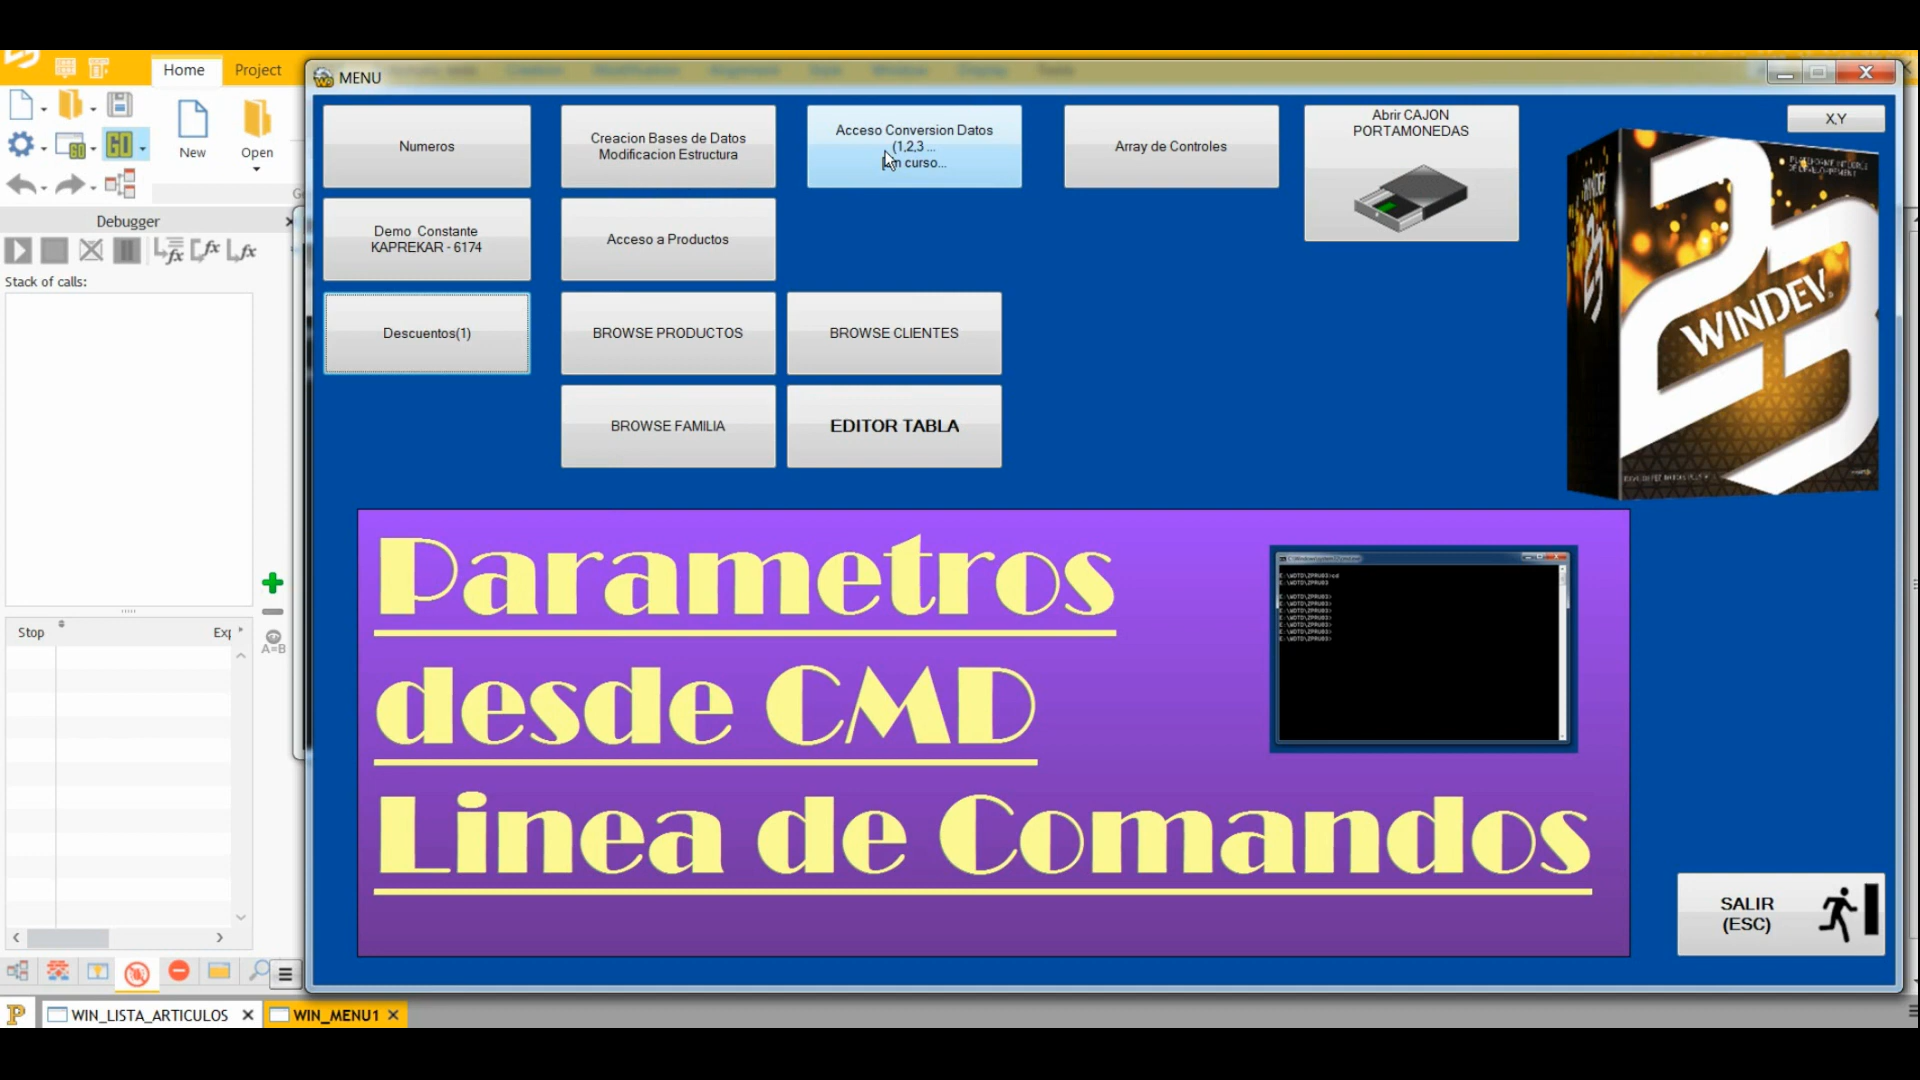 Home
Project
MENU
New
Open
Debugger
Stack of calls:
Stop
Exp
A=B
Numeros
Creacion Bases de Datos
Modificacion Estructura
Acceso Conversion Datos
(1,2,3 ...
En curso...
Array de Controles
Abrir CAJON
PORTAMONEDAS
X,Y
Demo Constante
KAPREKAR - 6174
Acceso a Productos
Descuentos(1)
BROWSE PRODUCTOS
BROWSE CLIENTES
BROWSE FAMILIA
EDITOR TABLA
23
WINDEV
Parametros
desde CMD
Linea de Comandos
SALIR
(ESC)
WIN_LISTA_ARTICULOS
WIN_MENU1